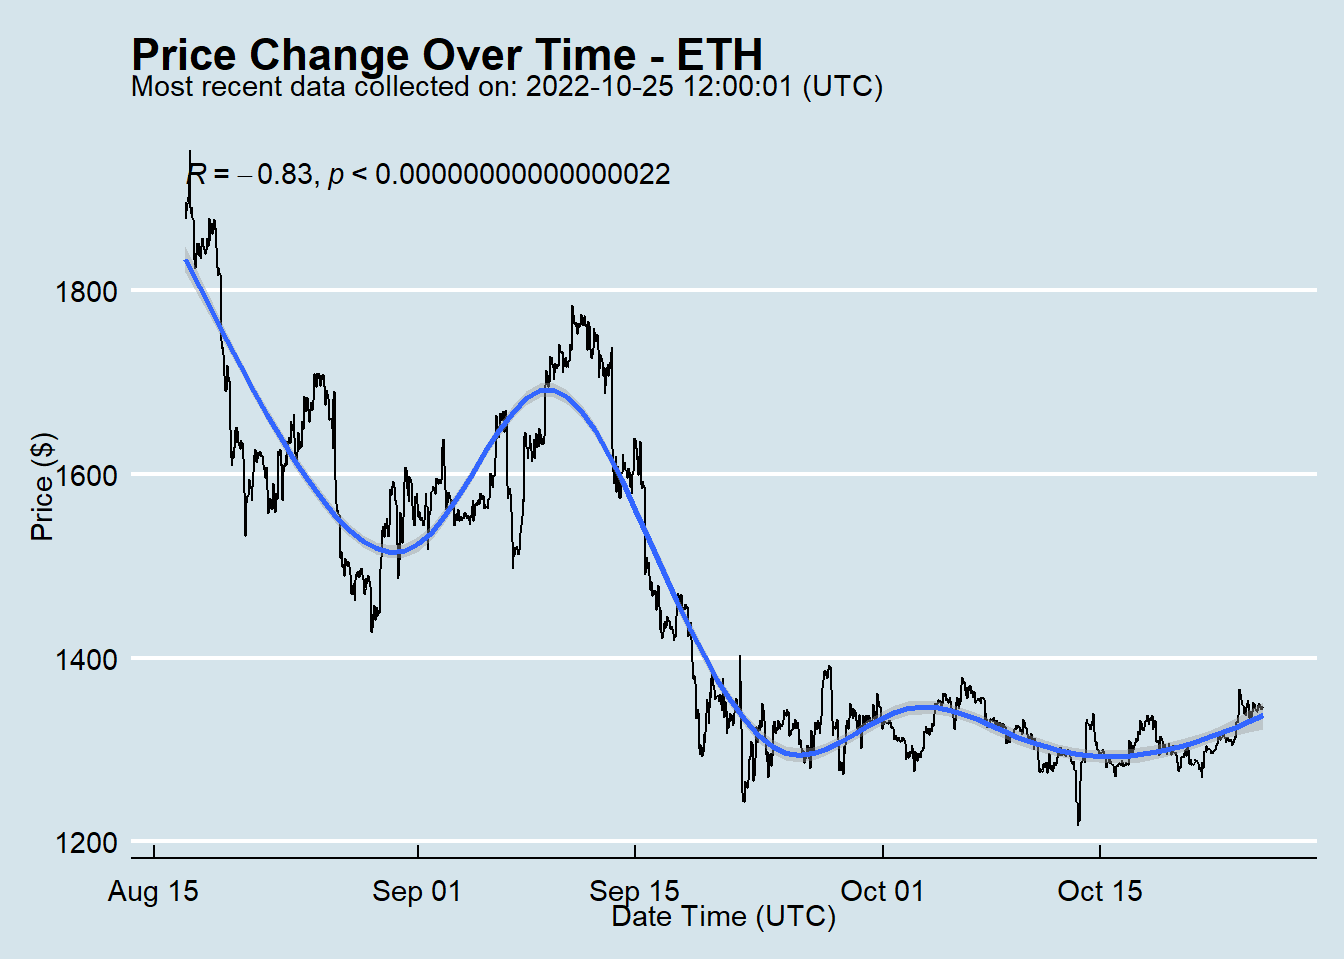 Price Change Over Time - ETH
Most recent data collected on: 2022-10-25 12:00:01 (UTC)
R = −0.83, p < 0.00000000000000022
Price ($)
1800
1600
1400
1200
Aug 15 Sep 01 Sep 15 Oct 01 Oct 15
Date Time (UTC)